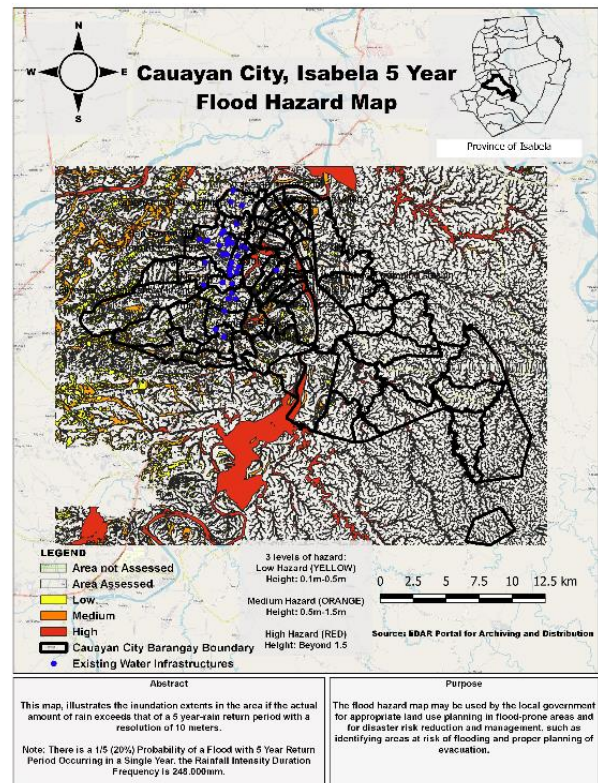 N
W
E
S
Cauayan City, Isabela 5 Year
Flood Hazard Map
Province of Isabela
LEGEND
Area not Assessed
Area Assessed
Low
Medium
High
Cauayan City Barangay Boundary
Existing Water Infrastructures
3 levels of hazard:
Low Hazard (YELLOW)
Height: 0.1m-0.5m
Medium Hazard (ORANGE)
Height: 0.5m-1.5m
High Hazard (RED)
Height: Beyond 1.5
0 2.5 5 7.5 10 12.5 km
Source: LiDAR Portal for Archiving and Distribution
Abstract
This map, illustrates the inundation extents in the area if the actual
amount of rain exceeds that of a 5 year-rain return period with a
resolution of 10 meters.
Note: There is a 1/5 (20%) Probability of a Flood with 5 Year Return
Period Occurring in a Single Year, the Rainfall Intensity Duration
Frequency is 248.000mm.
Purpose
The flood hazard map may be used by the local government
for appropriate land use planning in flood-prone areas and
for disaster risk reduction and management, such as
identifying areas at risk of flooding and proper planning of
evacuation.